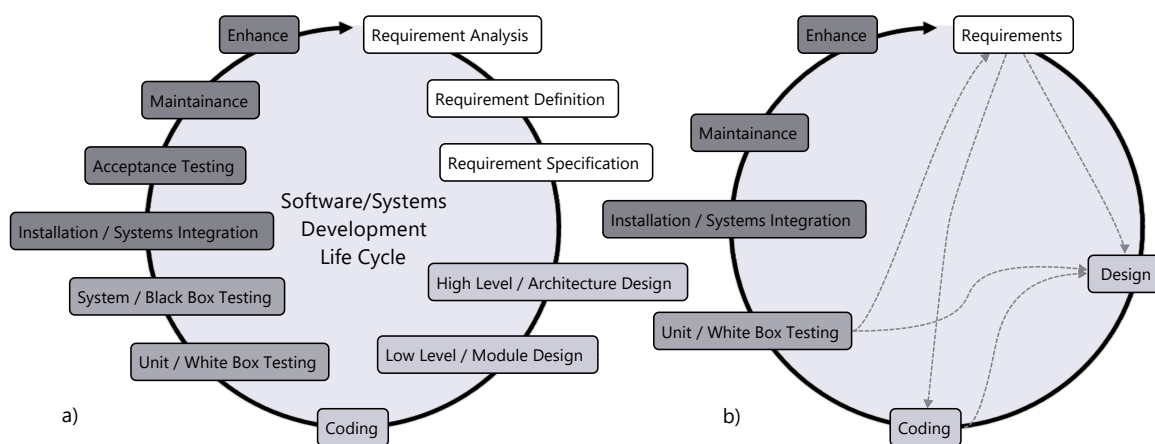 Enhance
Requirement Analysis
Maintainance
Requirement Definition
Acceptance Testing
Requirement Specification
Software/Systems
Development
Life Cycle
Installation / Systems Integration
High Level / Architecture Design
System / Black Box Testing
Low Level / Module Design
Unit / White Box Testing
Coding
a)
Enhance
Requirements
Maintainance
Installation / Systems Integration
Design
Unit / White Box Testing
Coding
b)